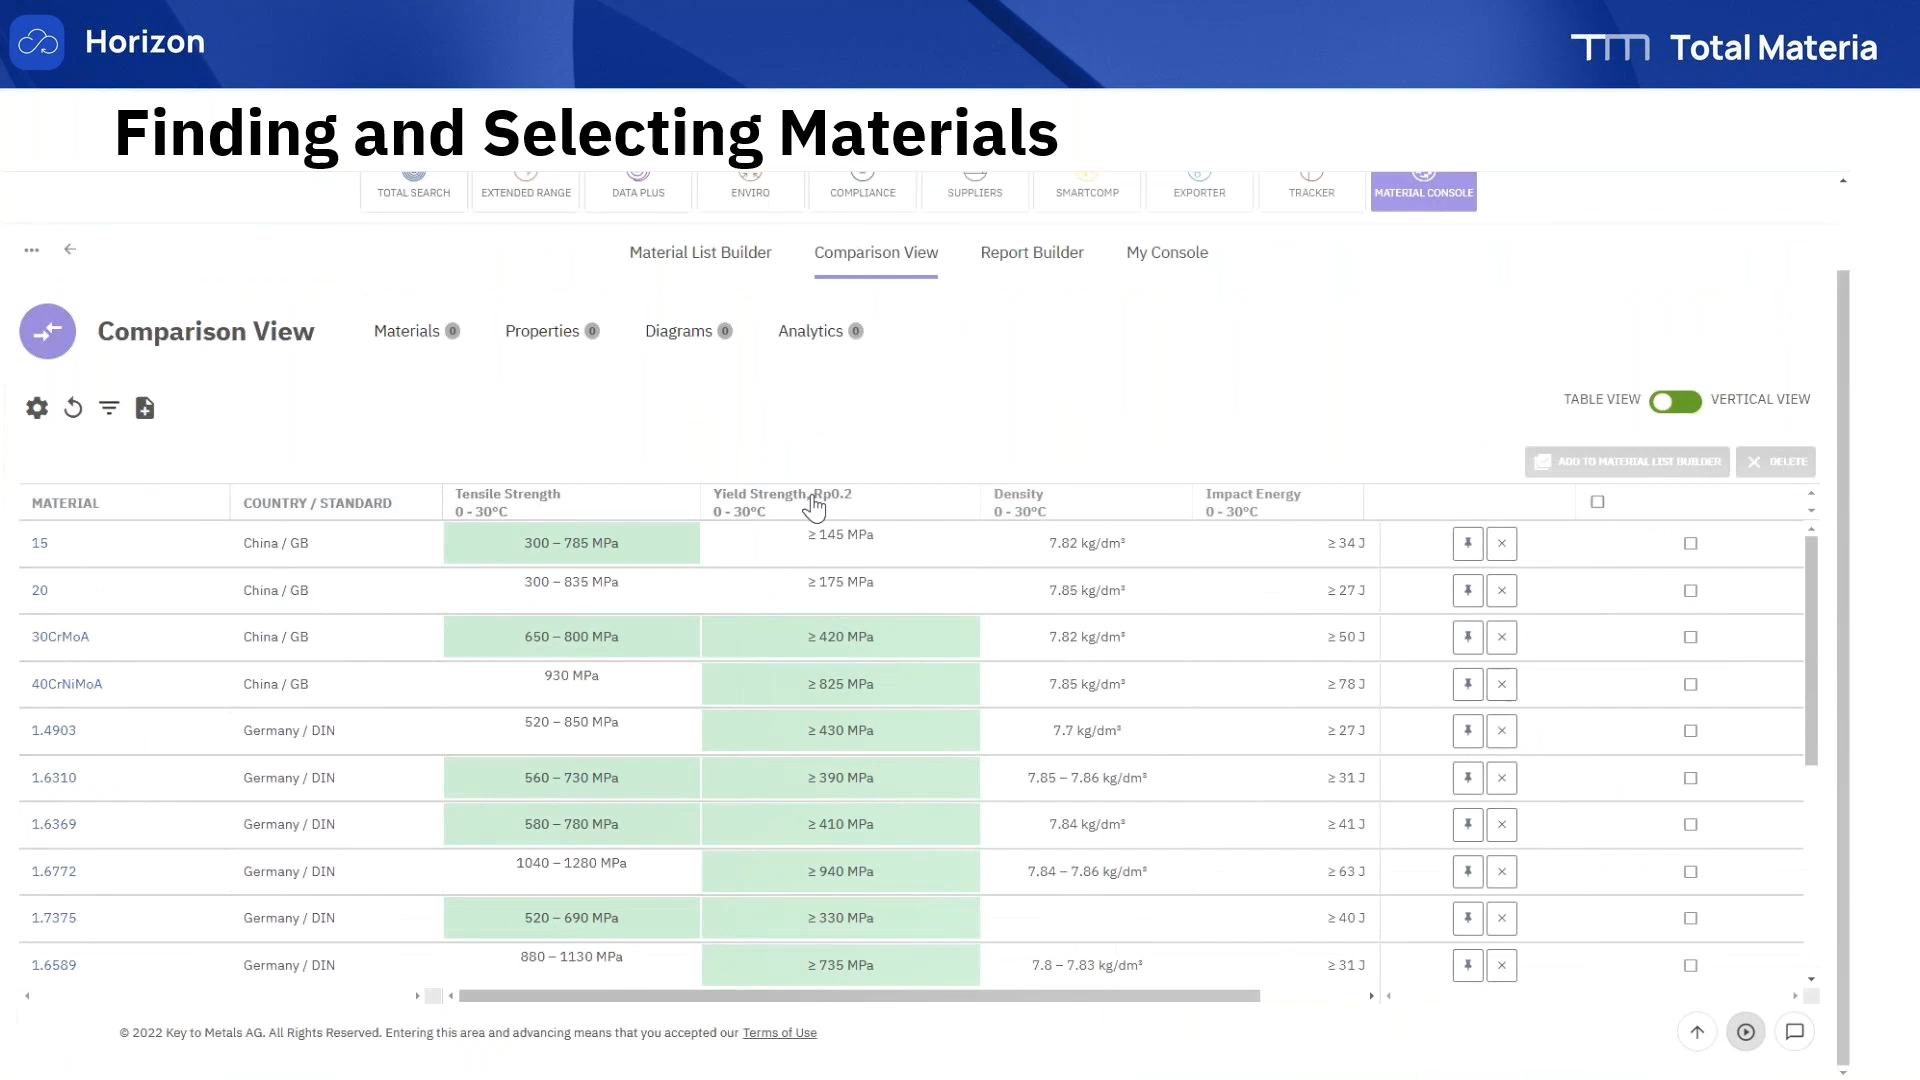 Horizon
TM Total Materia
Finding and Selecting Materials
TOTAL SEARCH EXTENDED RANGE DATA PLUS ENVIRO COMPLIANCE SUPPLIERS SMARTCOMP EXPORTER TRACKER MATERIAL CONSOLE
Material List Builder Comparison View Report Builder My Console
Comparison View Materials 0 Properties 0 Diagrams 0 Analytics 0
TABLE VIEW VERTICAL VIEW
ADD TO MATERIAL LIST BUILDER DELETE
MATERIAL COUNTRY / STANDARD Tensile Strength Yield Strength, Rp0.2 Density Impact Energy
0 - 30°C 0 - 30°C 0 - 30°C 0 - 30°C
15 China / GB 300 – 785 MPa ≥ 145 MPa 7.82 kg/dm³ ≥ 34 J
20 China / GB 300 – 835 MPa ≥ 175 MPa 7.85 kg/dm³ ≥ 27 J
30CrMoA China / GB 650 – 800 MPa ≥ 420 MPa 7.82 kg/dm³ ≥ 50 J
40CrNiMoA China / GB 930 MPa ≥ 825 MPa 7.85 kg/dm³ ≥ 78 J
1.4903 Germany / DIN 520 – 850 MPa ≥ 430 MPa 7.7 kg/dm³ ≥ 27 J
1.6310 Germany / DIN 560 – 730 MPa ≥ 390 MPa 7.85 – 7.86 kg/dm³ ≥ 31 J
1.6369 Germany / DIN 580 – 780 MPa ≥ 410 MPa 7.84 kg/dm³ ≥ 41 J
1.6772 Germany / DIN 1040 – 1280 MPa ≥ 940 MPa 7.84 – 7.86 kg/dm³ ≥ 63 J
1.7375 Germany / DIN 520 – 690 MPa ≥ 330 MPa ≥ 40 J
1.6589 Germany / DIN 880 – 1130 MPa ≥ 735 MPa 7.8 – 7.83 kg/dm³ ≥ 31 J
© 2022 Key to Metals AG. All Rights Reserved. Entering this area and advancing means that you accepted our Terms of Use